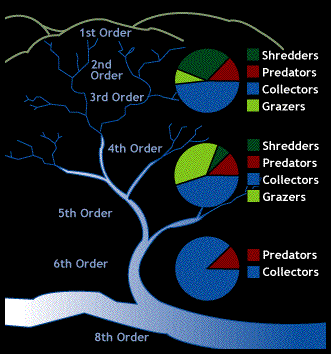 1st Order
2nd
Order
3rd Order
Shredders
Predators
Collectors
Grazers
4th Order
Shredders
Predators
Collectors
Grazers
5th Order
6th Order
Predators
Collectors
8th Order